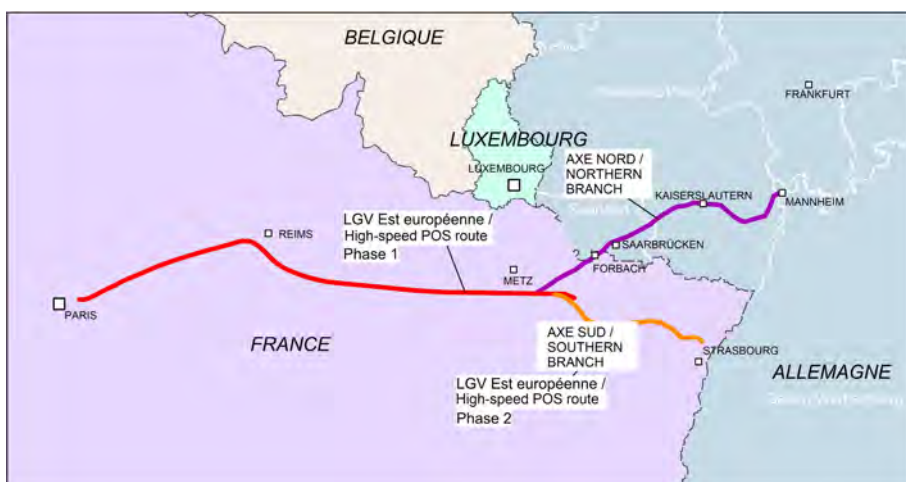 BELGIQUE
FRANKFURT
LUXEMBOURG
LUXEMBOURG
AXE NORD /
NORTHERN
BRANCH
KAISERSLAUTERN
MANNHEIM
LGV Est européenne /
High-speed POS route
Phase 1
REIMS
SAARBRÜCKEN
FORBACH
METZ
PARIS
FRANCE
AXE SUD /
SOUTHERN
BRANCH
STRASBOURG
ALLEMAGNE
LGV Est européenne /
High-speed POS route
Phase 2